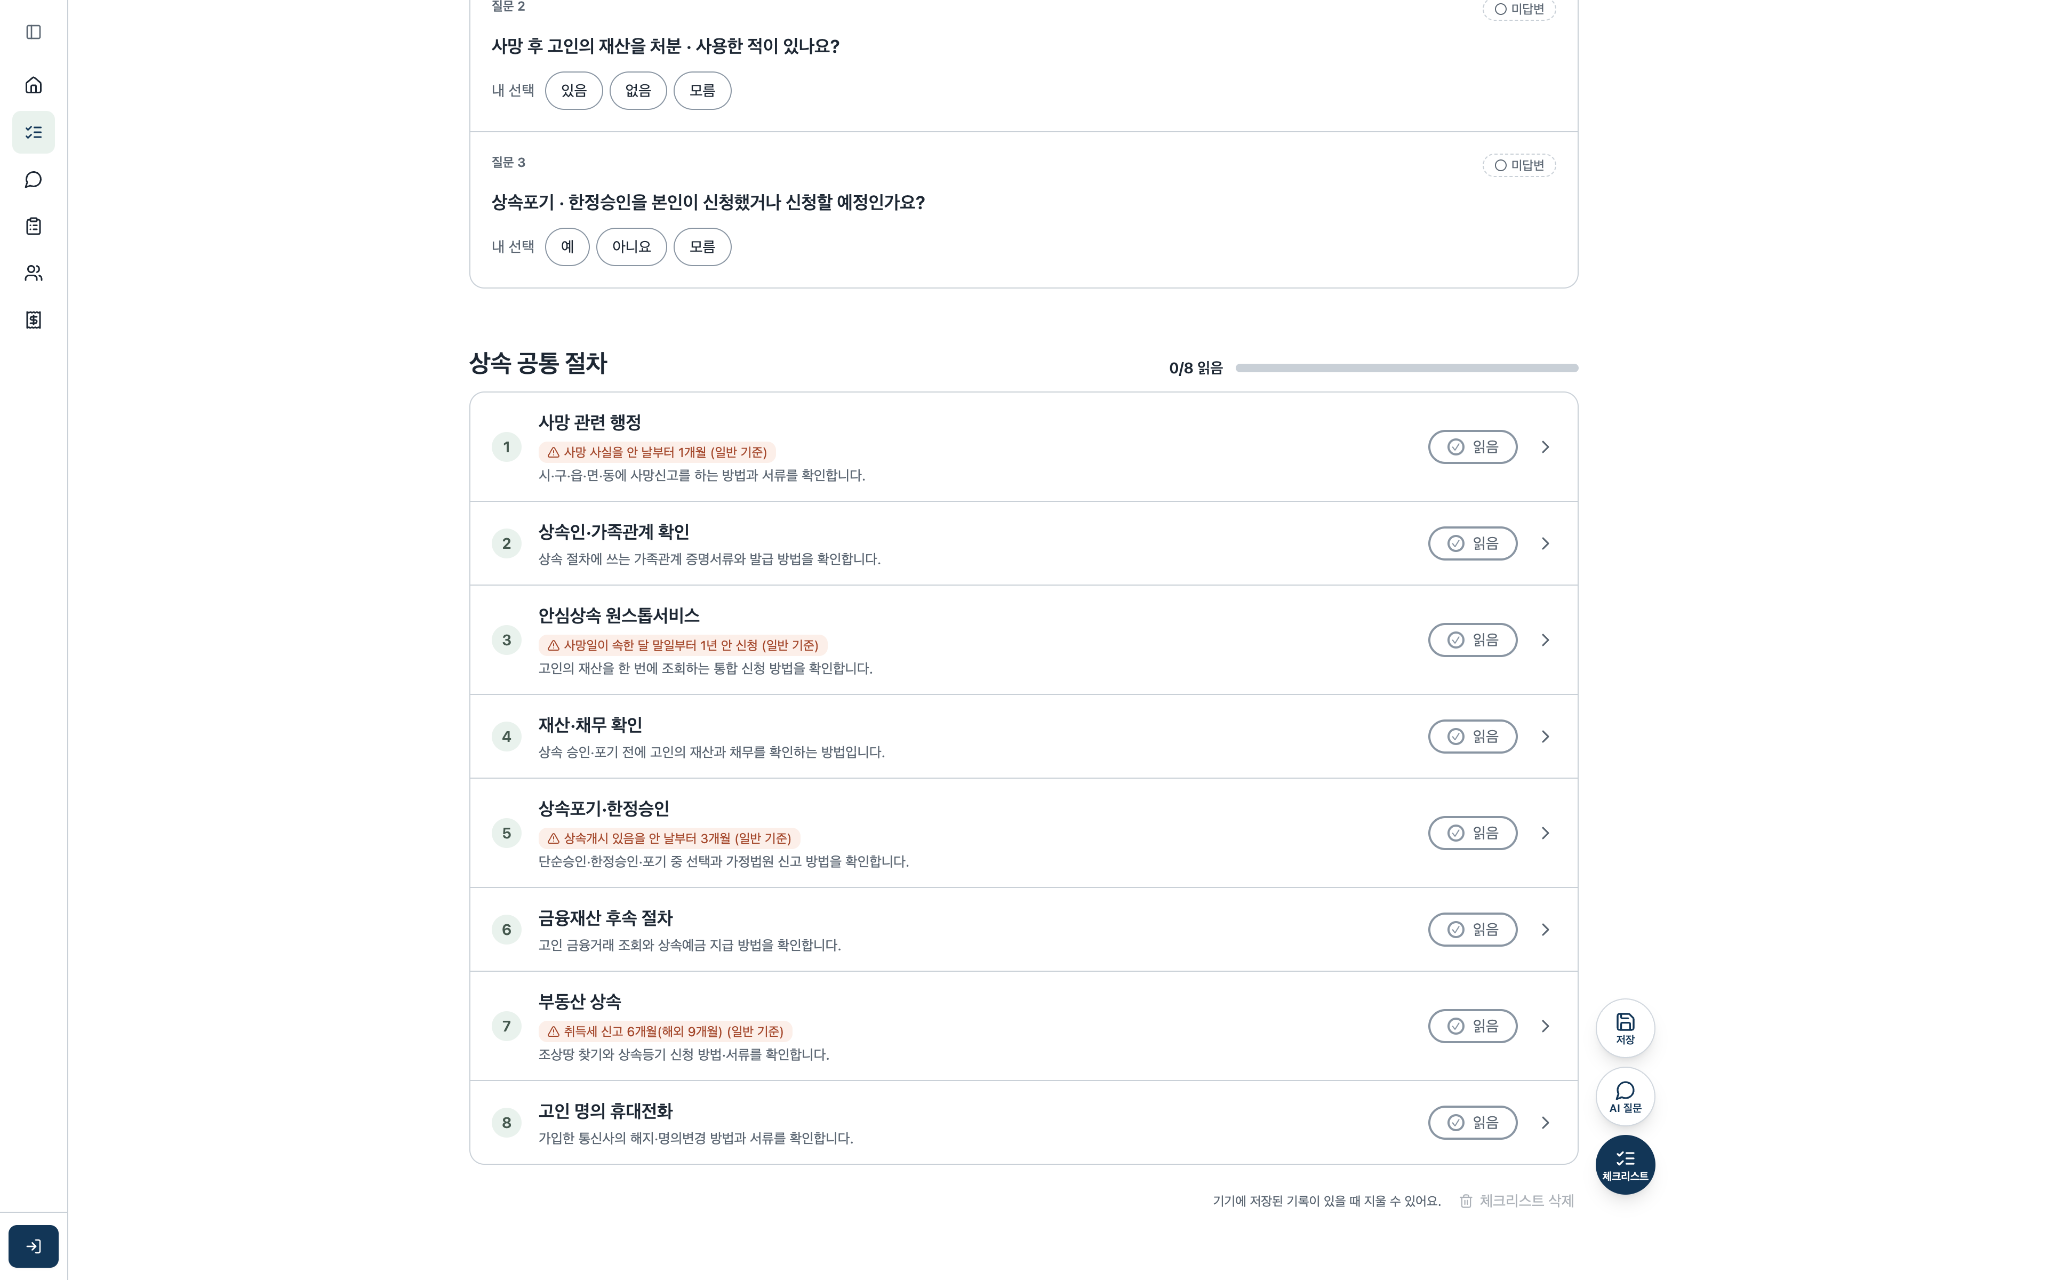 질문 2
미답변
사망 후 고인의 재산을 처분 · 사용한 적이 있나요?
내 선택 있음 없음 모름
질문 3
미답변
상속포기 · 한정승인을 본인이 신청했거나 신청할 예정인가요?
내 선택 예 아니요 모름
상속 공통 절차
0/8 읽음
1
사망 관련 행정
사망 사실을 안 날부터 1개월 (일반 기준)
시·구·읍·면·동에 사망신고를 하는 방법과 서류를 확인합니다.
읽음
2
상속인·가족관계 확인
상속 절차에 쓰는 가족관계 증명서류와 발급 방법을 확인합니다.
읽음
3
안심상속 원스톱서비스
사망일이 속한 달 말일부터 1년 안 신청 (일반 기준)
고인의 재산을 한 번에 조회하는 통합 신청 방법을 확인합니다.
읽음
4
재산·채무 확인
상속 승인·포기 전에 고인의 재산과 채무를 확인하는 방법입니다.
읽음
5
상속포기·한정승인
상속개시 있음을 안 날부터 3개월 (일반 기준)
단순승인·한정승인·포기 중 선택과 가정법원 신고 방법을 확인합니다.
읽음
6
금융재산 후속 절차
고인 금융거래 조회와 상속예금 지급 방법을 확인합니다.
읽음
7
부동산 상속
취득세 신고 6개월(해외 9개월) (일반 기준)
조상땅 찾기와 상속등기 신청 방법·서류를 확인합니다.
읽음
8
고인 명의 휴대전화
가입한 통신사의 해지·명의변경 방법과 서류를 확인합니다.
읽음
저장
AI 질문
체크리스트
기기에 저장된 기록이 있을 때 지울 수 있어요.
체크리스트 삭제